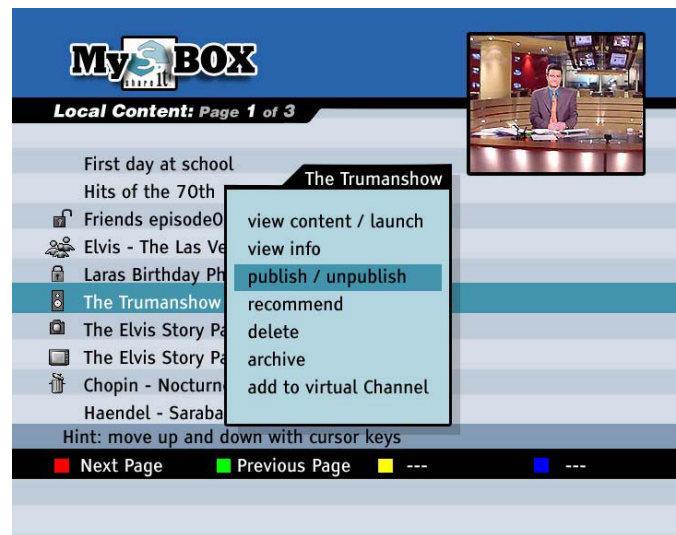 My S. BOX
share it!
Local Content: Page 1 of 3
First day at school
Hits of the 70th
Friends episode0
Elvis - The Las Ve
Laras Birthday Ph
The Trumanshow
The Elvis Story Pa
The Elvis Story Pa
Chopin - Nocturn
Haendel - Saraba
The Trumanshow
view content / launch
view info
publish / unpublish
recommend
delete
archive
add to virtual Channel
Hint: move up and down with cursor keys
Next Page Previous Page --- ---